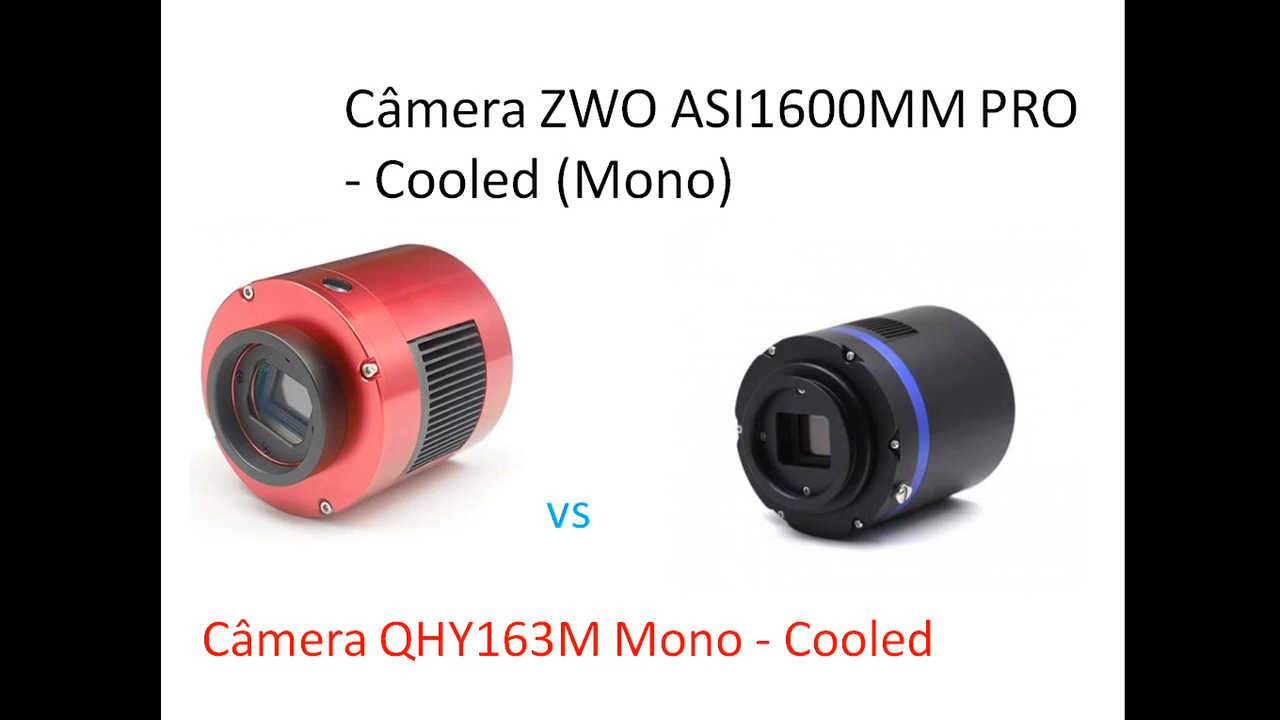 Câmera ZWO ASI1600MM PRO
- Cooled (Mono)
vs
Câmera QHY163M Mono - Cooled